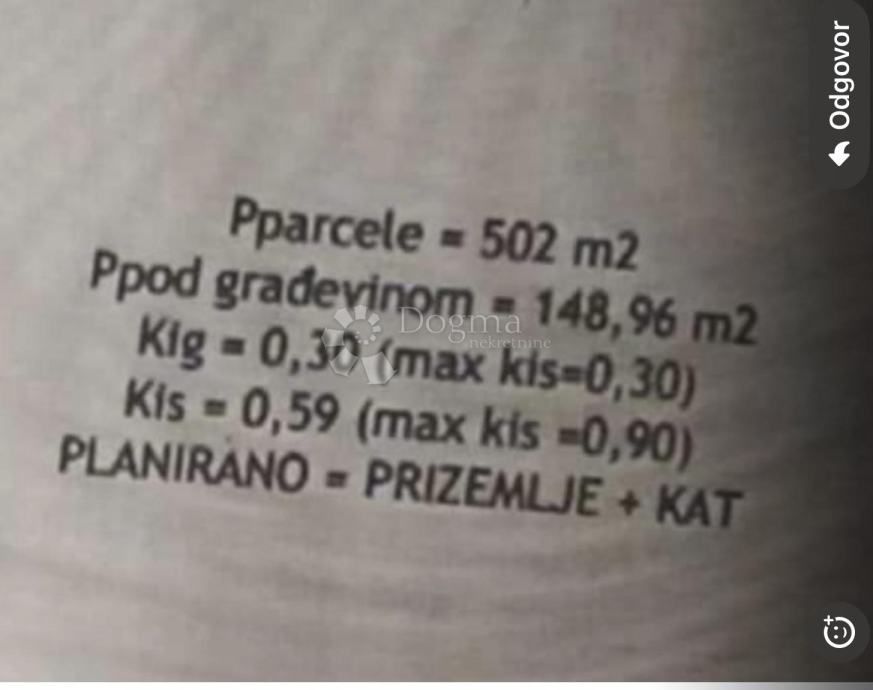 Pparcele = 502 m2
Ppod građevinom = 148,96 m2
Kig = 0,30 (max kis=0,30)
Kis = 0,59 (max kis =0,90)
PLANIRANO = PRIZEMLJE + KAT
Dogma
nekretnine
Odgovor